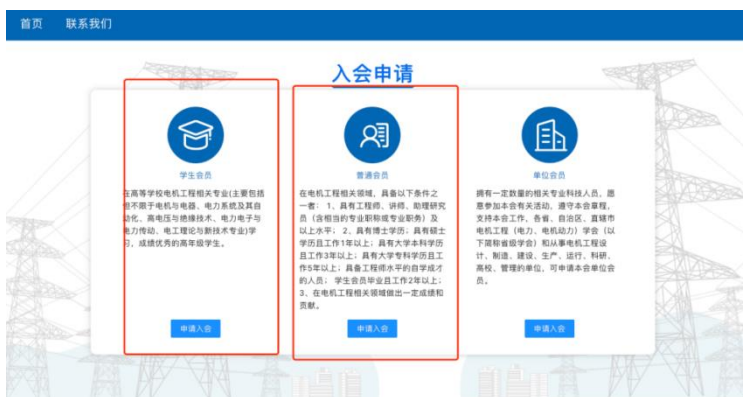 首页 联系我们
入会申请
学生会员
在高等学校电机工程相关专业(主要包括
但不限于电机与电器、电力系统及其自
动化、高电压与绝缘技术、电力电子与
电力传动、电工理论与新技术专业)学
习，成绩优秀的高年级学生。
申请入会
普通会员
在电机工程相关领域，具备以下条件之
一者： 1、具有工程师、讲师、助理研究
员（含相当的专业职称或专业职务）及
以上水平； 2、具有博士学历；具有硕士
学历且工作1年以上；具有大学本科学历
且工作3年以上；具有大学专科学历且工
作5年以上；具备工程师水平的自学成才
的人员； 学生会员毕业且工作2年以上；
3、在电机工程相关领域做出一定成绩和
贡献。
申请入会
单位会员
拥有一定数量的相关专业科技人员，愿
意参加本会有关活动、遵守本会章程，
支持本会工作，各省、自治区、直辖市
电机工程（电力、电机动力）学会（以
下简称省级学会）和从事电机工程设
计、制造、建设、生产、运行、科研、
高校、管理的单位，可申请本会单位会
员。
申请入会